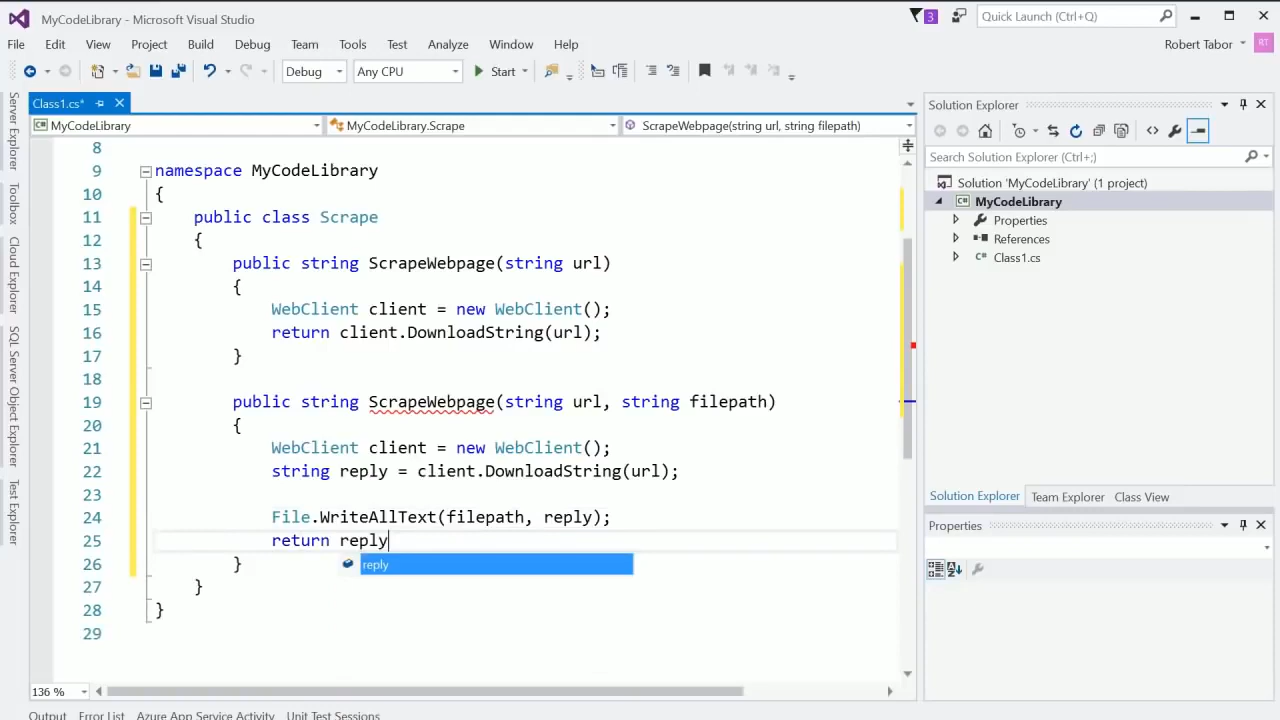 MyCodeLibrary - Microsoft Visual Studio
3
Quick Launch (Ctrl+Q)
File Edit View Project Build Debug Team Tools Test Analyze Window Help
Robert Tabor RT
Debug Any CPU Start
Server Explorer
Toolbox
Cloud Explorer
SQL Server Object Explorer
Test Explorer
Class1.cs*
MyCodeLibrary MyCodeLibrary.Scrape ScrapeWebpage(string url, string filepath)
8
9 namespace MyCodeLibrary
10 {
11 public class Scrape
12 {
13 public string ScrapeWebpage(string url)
14 {
15 WebClient client = new WebClient();
16 return client.DownloadString(url);
17 }
18
19 public string ScrapeWebpage(string url, string filepath)
20 {
21 WebClient client = new WebClient();
22 string reply = client.DownloadString(url);
23
24 File.WriteAllText(filepath, reply);
25 return reply
reply
26 }
27 }
28 }
29
136 %
Output Error List Azure App Service Activity Unit Test Sessions
Solution Explorer
Search Solution Explorer (Ctrl+;)
Solution 'MyCodeLibrary' (1 project)
C# MyCodeLibrary
Properties
References
C# Class1.cs
Solution Explorer Team Explorer Class View
Properties